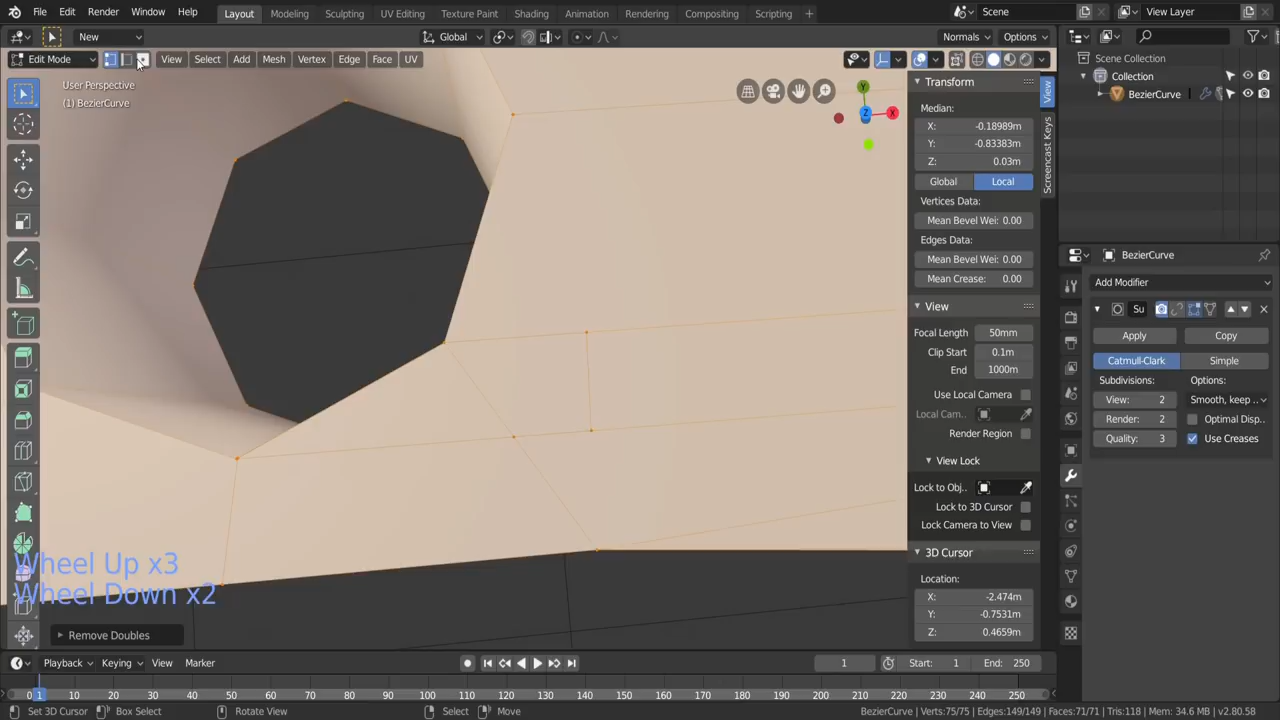 File Edit Render Window Help Layout Modeling Sculpting UV Editing Texture Paint Shading Animation Rendering Compositing Scripting + Scene View Layer
New Global Normals Options
Edit Mode View Select Add Mesh Vertex Edge Face UV Scene Collection
Collection
BezierCurve
User Perspective
(1) BezierCurve
Y
Z
X
View
Screencast Keys
Transform
Median:
X: -0.18989m
Y: -0.83383m
Z: 0.03m
Global Local
Vertices Data:
Mean Bevel Wei: 0.00
Edges Data:
Mean Bevel Wei: 0.00
Mean Crease: 0.00
View
Focal Length 50mm
Clip Start 0.1m
End 1000m
Use Local Camera
Local Cam..
Render Region
View Lock
Lock to Obj..
Lock to 3D Cursor
Lock Camera to View
3D Cursor
Location:
X: -2.474m
Y: -0.7531m
Z: 0.4659m
BezierCurve
Add Modifier
Su
Apply Copy
Catmull-Clark Simple
Subdivisions: Options:
View: 2 Smooth, keep ..
Render: 2 Optimal Disp..
Quality: 3 Use Creases
Wheel Up x3
Wheel Down x2
Remove Doubles
Playback Keying View Marker 1 Start: 1 End: 250
0 1 10 20 30 40 50 60 70 80 90 100 110 120 130 140 150 160 170 180 190 200 210 220 230 240 250
Set 3D Cursor Box Select Rotate View Select Move BezierCurve | Verts:75/75 | Edges:149/149 | Faces:71/71 | Tris:118 | Mem: 34.6 MB | v2.80.58